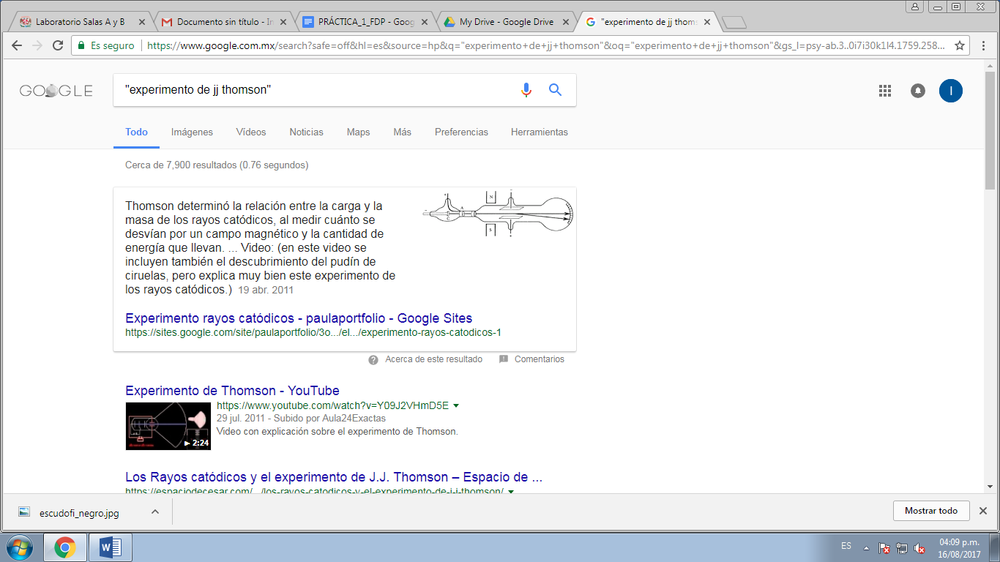 Laboratorio Salas A y B
Documento sin título - In
PRÁCTICA_1_FDP - Goog
My Drive - Google Drive
"experimento de jj thoms
Es seguro
https://www.google.com.mx/search?safe=off&hl=es&source=hp&q="experimento+de+jj+thomson"&oq="experimento+de+jj+thomson"&gs_l=psy-ab.3..0i7i30k1l4.1759.258...
GOOGLE
"experimento de jj thomson"
I
Todo
Imágenes
Vídeos
Noticias
Maps
Más
Preferencias
Herramientas
Cerca de 7,900 resultados (0.76 segundos)
Thomson determinó la relación entre la carga y la
masa de los rayos catódicos, al medir cuánto se
desvían por un campo magnético y la cantidad de
energía que llevan. ... Video: (en este video se
incluyen también el descubrimiento del pudín de
ciruelas, pero explica muy bien este experimento de
los rayos catódicos.) 19 abr. 2011
N
A
C
S
Experimento rayos catódicos - paulaportfolio - Google Sites
https://sites.google.com/site/paulaportfolio/3o.../el.../experimento-rayos-catodicos-1
Acerca de este resultado
Comentarios
Experimento de Thomson - YouTube
https://www.youtube.com/watch?v=Y09J2VHmD5E
29 jul. 2011 - Subido por Aula24Exactas
Video con explicación sobre el experimento de Thomson.
2:24
Los Rayos catódicos y el experimento de J.J. Thomson – Espacio de ...
https://espaciodecesar.com/.../los-rayos-catodicos-y-el-experimento-de-j-j-thomson/
escudofi_negro.jpg
Mostrar todo
ES
04:09 p.m.
16/08/2017